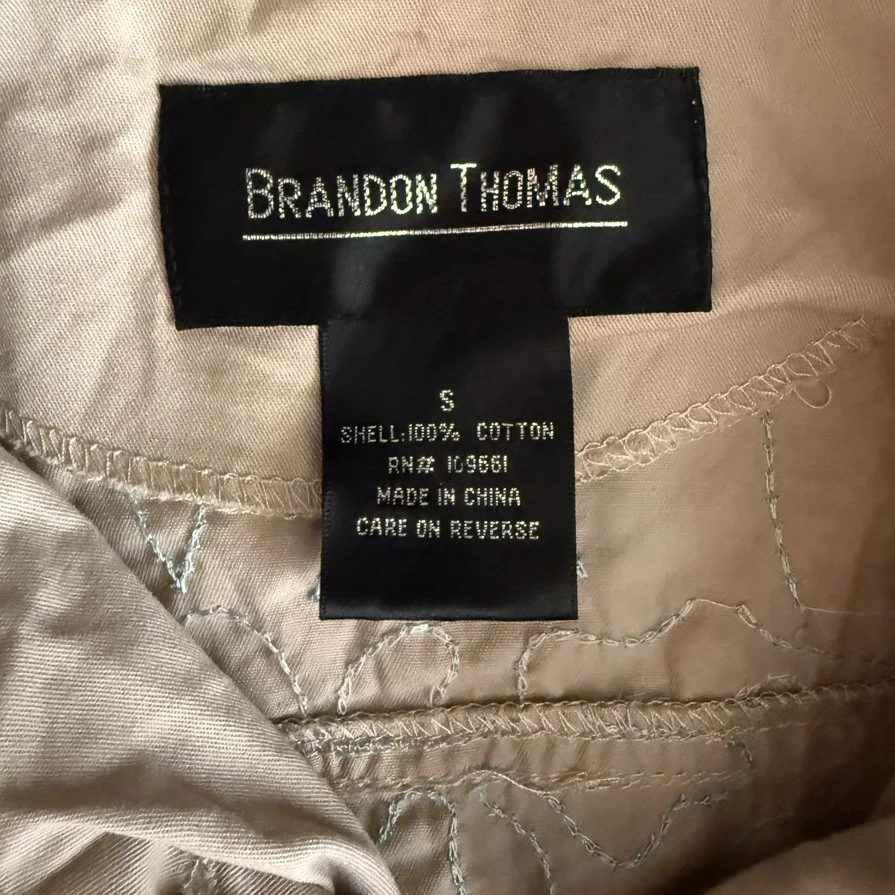 BRANDON THOMAS
S
SHELL:100% COTTON
RN# 109561
MADE IN CHINA
CARE ON REVERSE